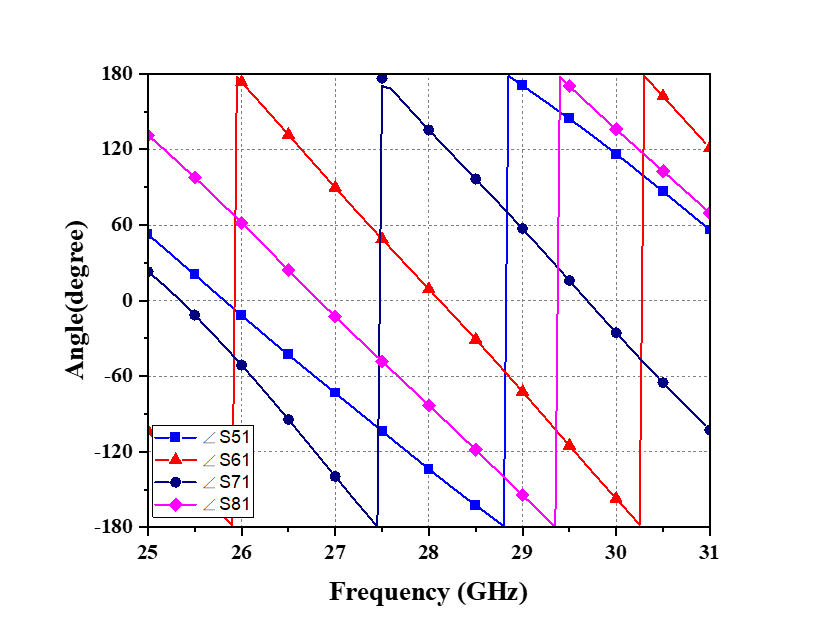 180
120
60
0
-60
-120
-180
Angle(degree)
∠S51
∠S61
∠S71
∠S81
25 26 27 28 29 30 31
Frequency (GHz)